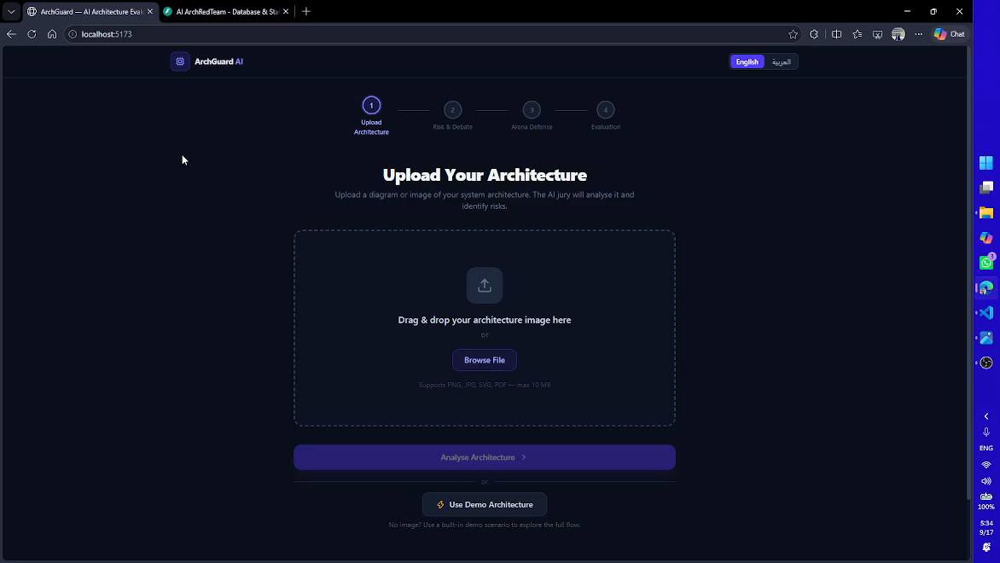 ArchGuard — AI Architecture Eval
AI ArchRedTeam - Database & Sta
localhost:5173
Chat
ArchGuard AI
English
العربية
1
2
3
4
Upload
Architecture
Risk & Debate
Arena Defense
Evaluation
Upload Your Architecture
Upload a diagram or image of your system architecture. The AI jury will analyse it and
identify risks.
Drag & drop your architecture image here
or
Browse File
Supports PNG, JPG, SVG, PDF — max 10 MB
Analyse Architecture
or
Use Demo Architecture
No image? Use a built-in demo scenario to explore the full flow.
3
ENG
100%
5:34
9/17